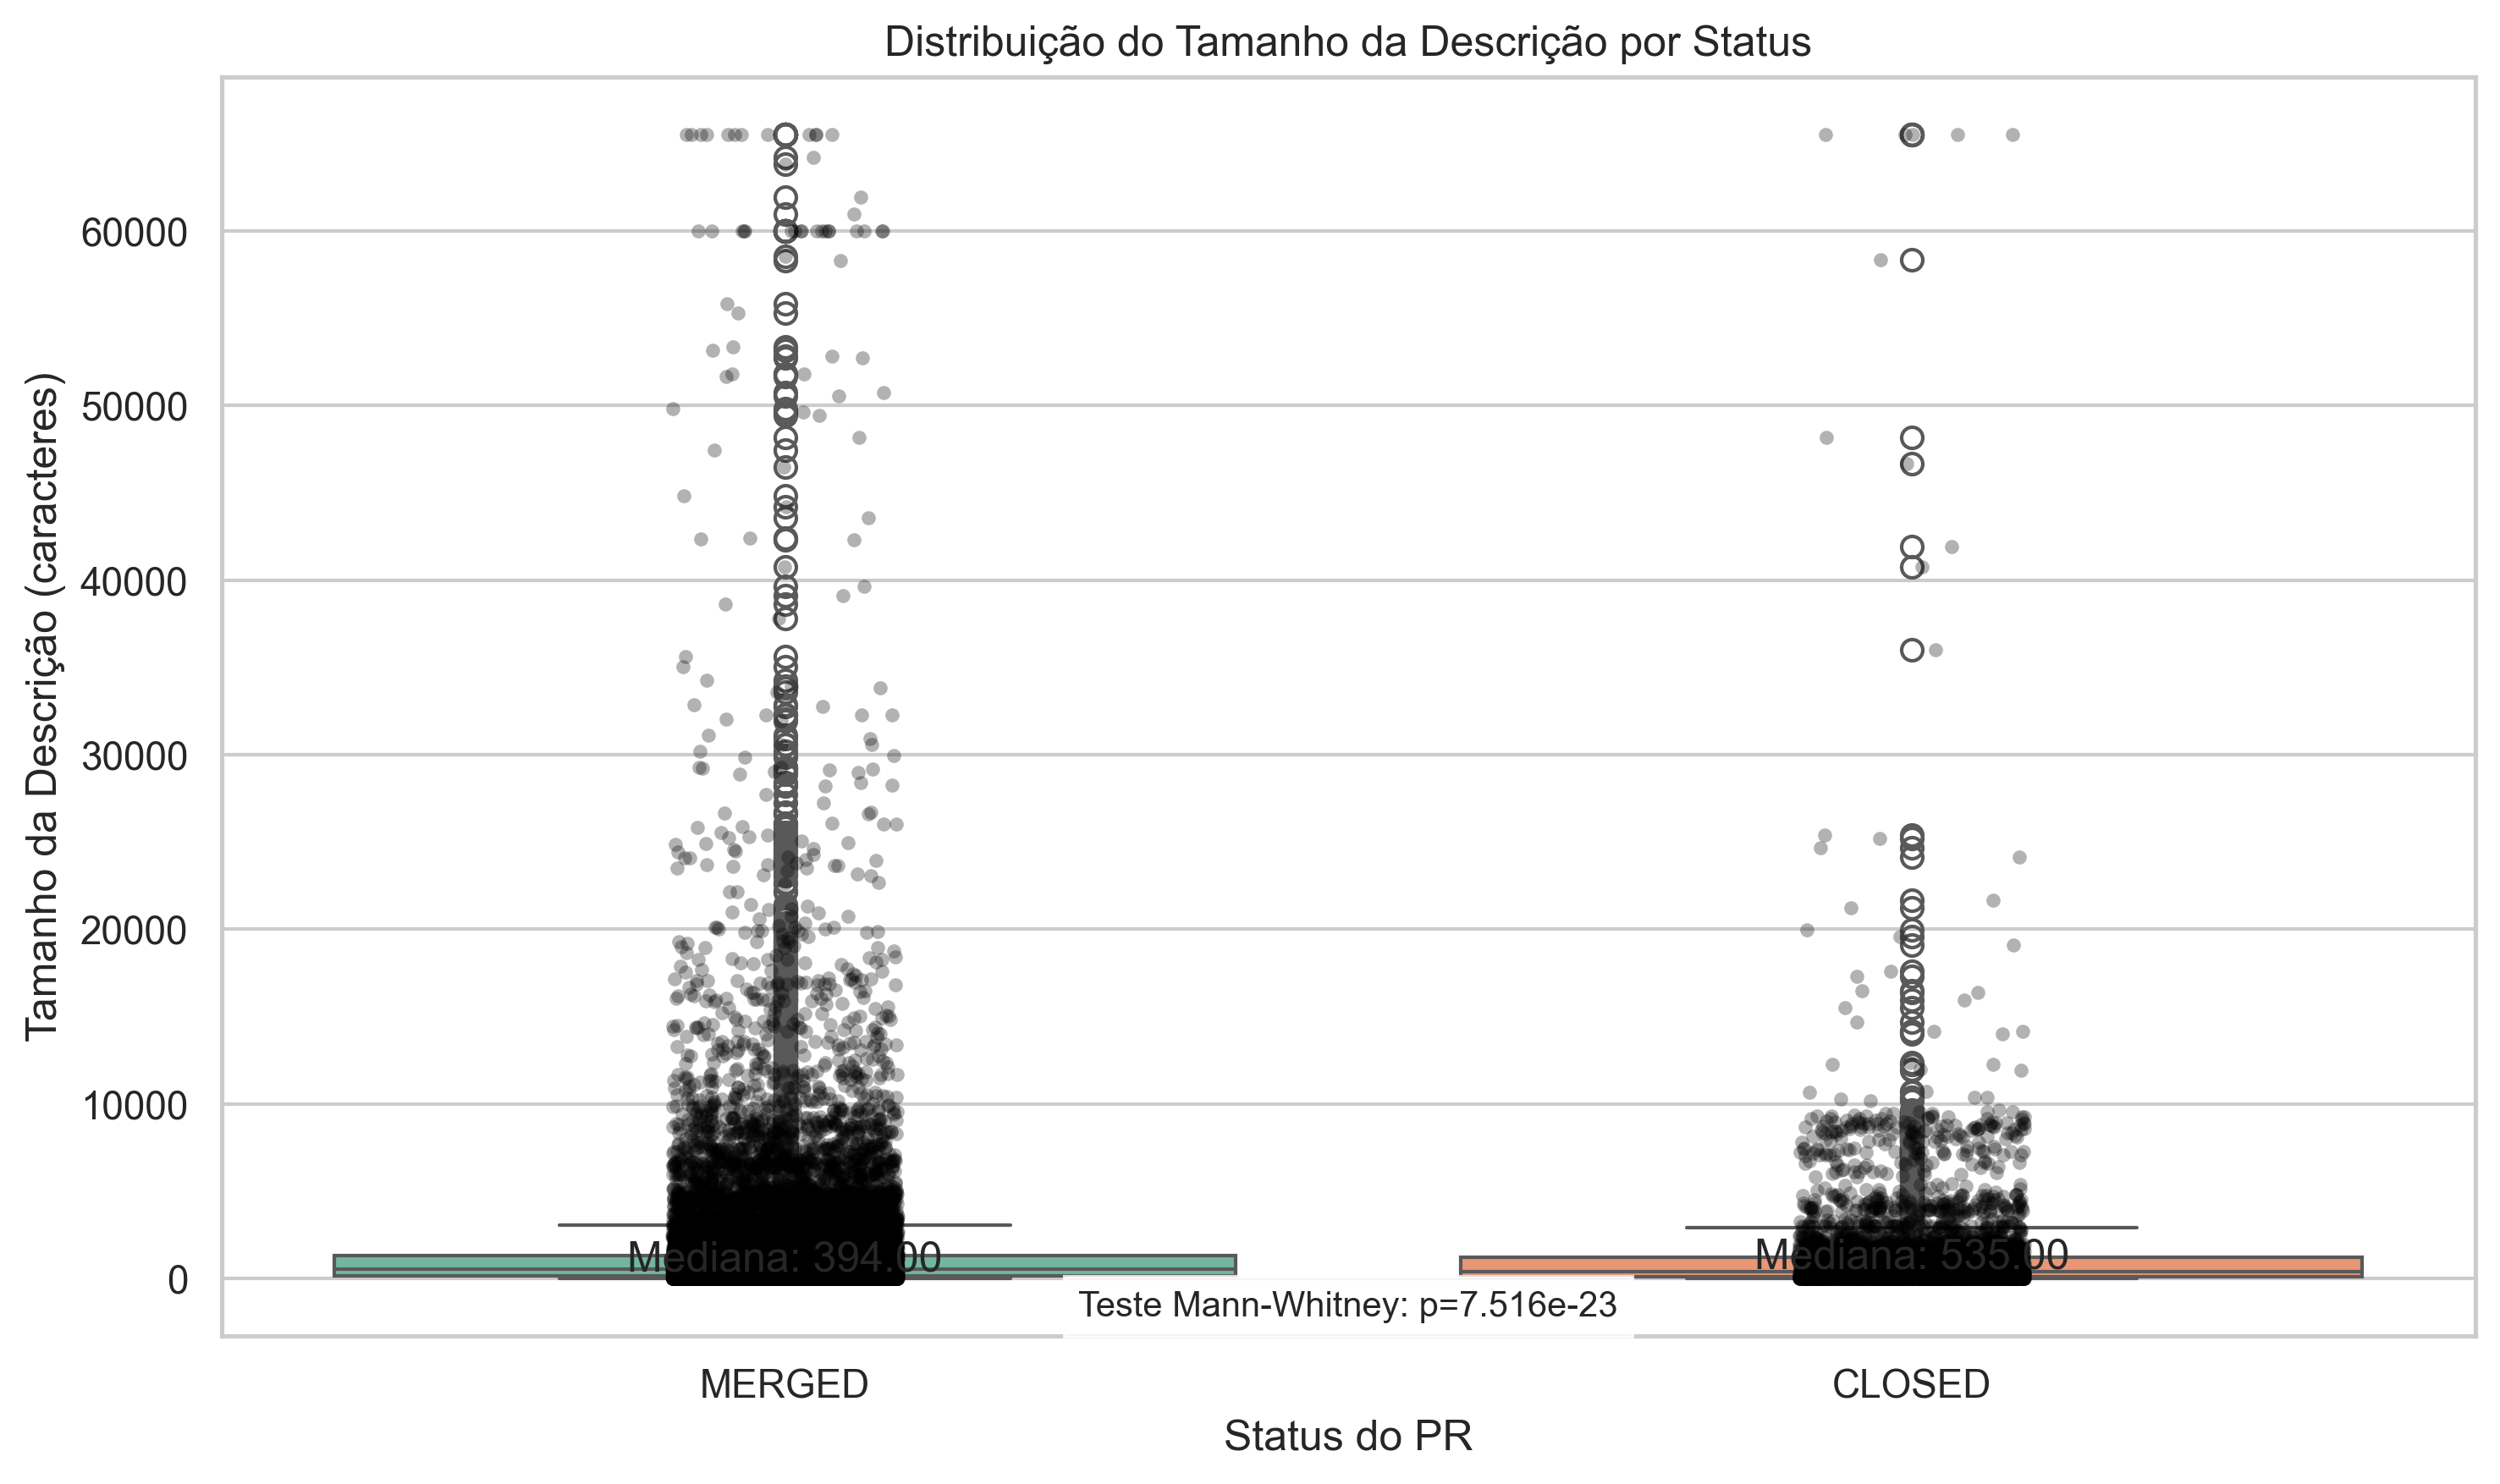 Distribuição do Tamanho da Descrição por Status
Tamanho da Descrição (caracteres)
60000
50000
40000
30000
20000
10000
0
Mediana: 394.00
Mediana: 535.00
Teste Mann-Whitney: p=7.516e-23
MERGED
CLOSED
Status do PR